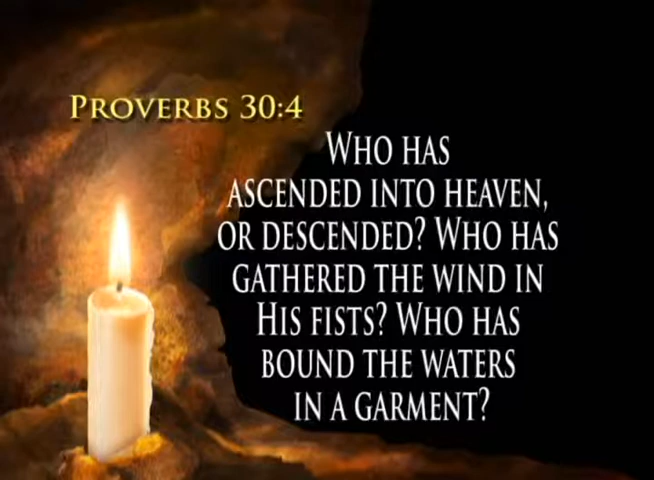 PROVERBS 30:4
WHO HAS
ASCENDED INTO HEAVEN,
OR DESCENDED? WHO HAS
GATHERED THE WIND IN
HIS FISTS? WHO HAS
BOUND THE WATERS
IN A GARMENT?